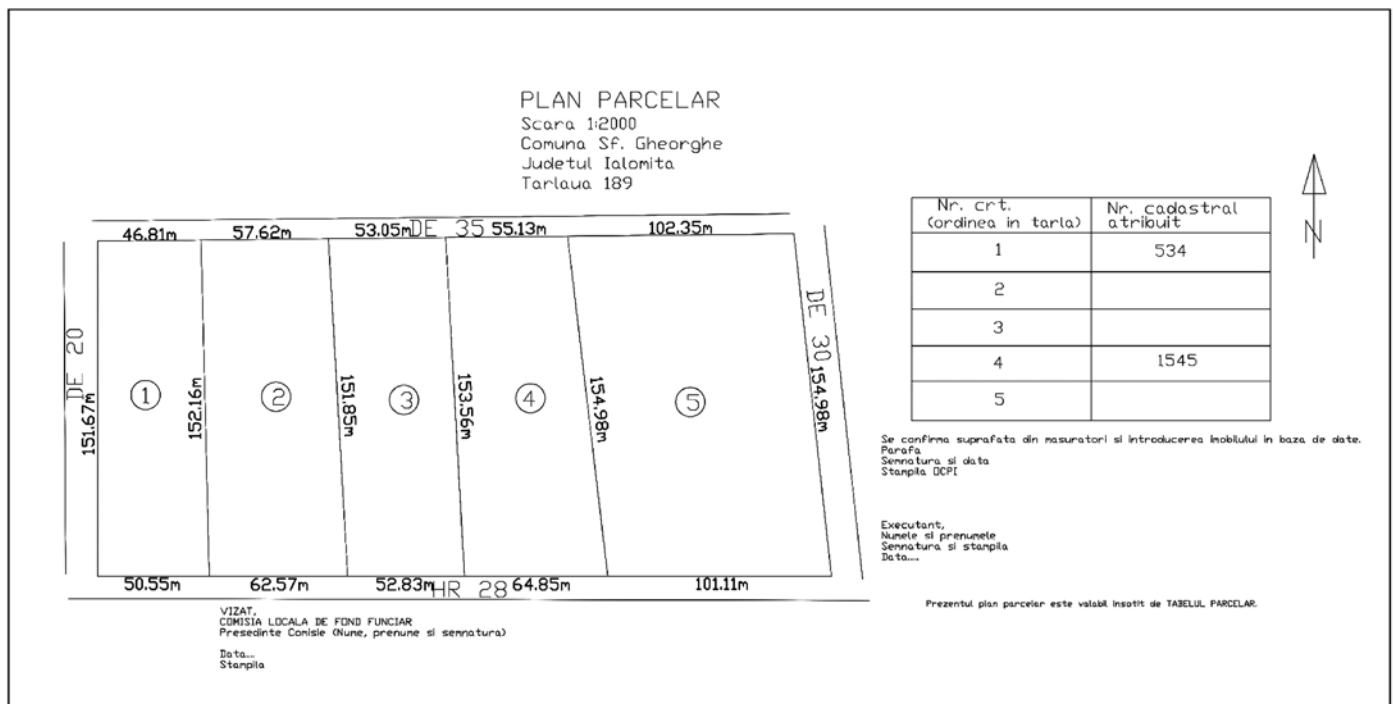 PLAN PARCELAR
Scara 1:2000
Comuna Sf. Gheorghe
Judetul Ialomita
Tarlaua 189
46.81m 57.62m 53.05m DE 35 55.13m 102.35m
DE 20
151.67m
1
152.16m
2
151.85m
3
153.56m
4
154.98m
5
DE 30
154.98m
50.55m 62.57m 52.83m HR 28 64.85m 101.11m
VIZAT,
COMISIA LOCALA DE FOND FUNCIAR
Presedinte Comisie (Nume, prenume si semnatura)
Data...
Stampila
Nr. crt. Nr. cadastral
(ordinea in tarla) atribuit
1 534
2
3
4 1545
5
N
Se confirma suprafata din masuratori si introducerea imobilului in baza de date.
Parafa
Semnatura si data
Stampila OCPI
Executant,
Numele si prenumele
Semnatura si stampila
Data....
Prezentul plan parcelar este valabil insotit de TABELUL PARCELAR.